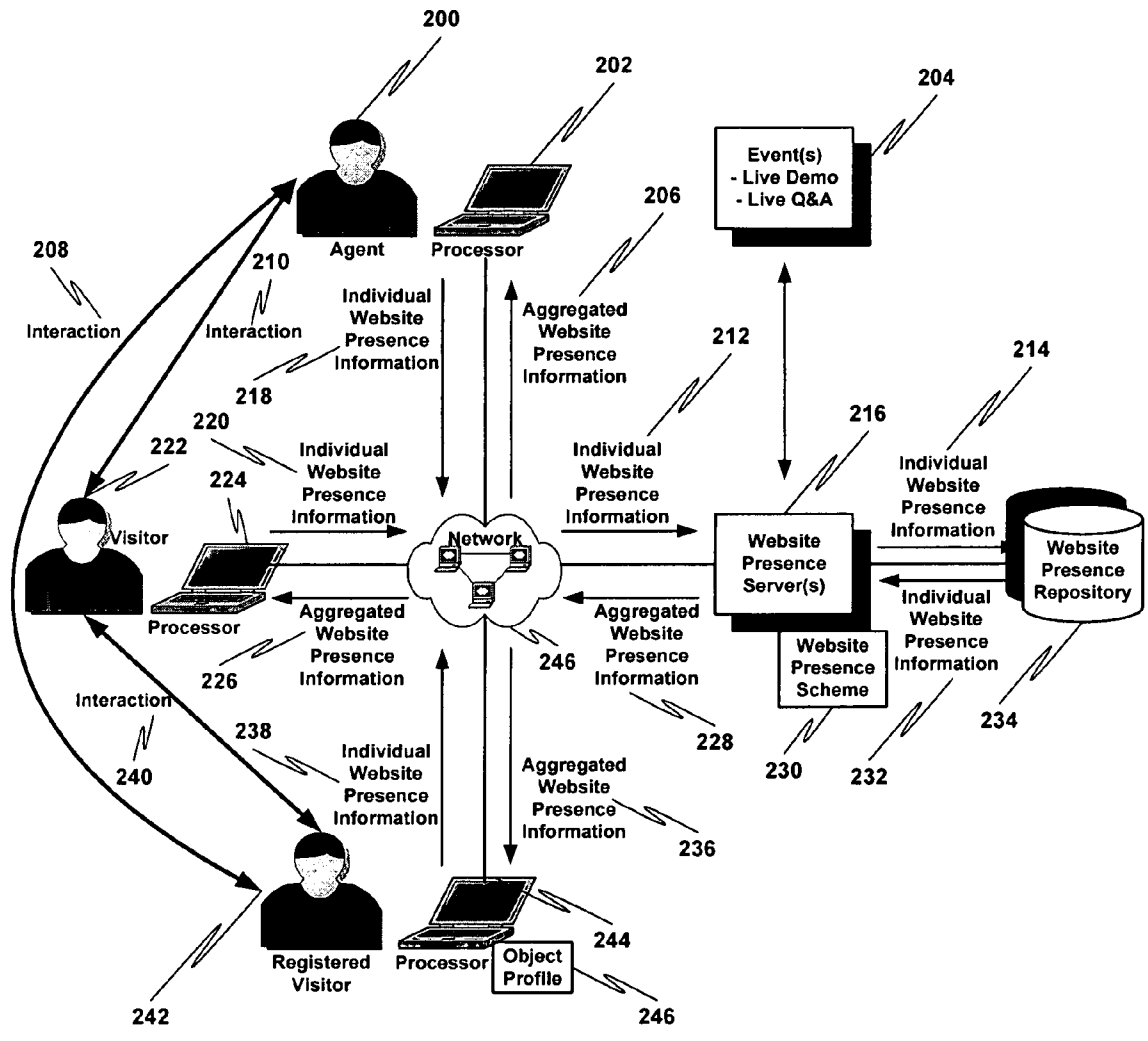 200
202
204
Event(s)
- Live Demo
- Live Q&A
206
208
210
Agent
Processor
Interaction
Interaction
Individual
Website
Presence
Information
Aggregated
Website
Presence
Information
212
214
218
216
220
222
224
Individual
Website
Presence
Information
Individual
Website
Presence
Information
Individual
Website
Presence
Information
Visitor
Network
Website
Presence
Server(s)
Website
Presence
Repository
Processor
Aggregated
Website
Presence
Information
Aggregated
Website
Presence
Information
Individual
Website
Presence
Information
226
246
Website
Presence
Scheme
228
230
232
234
Interaction
240
238
Individual
Website
Presence
Information
Aggregated
Website
Presence
Information
236
244
Registered
Visitor
Processor
Object
Profile
242
246